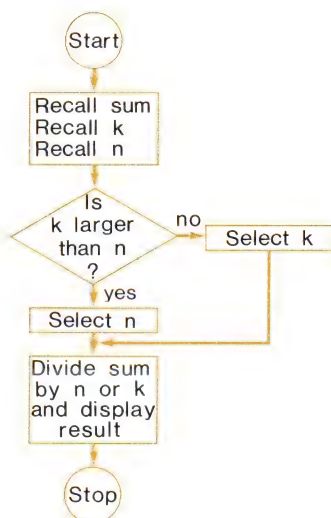 Start
Recall sum
Recall k
Recall n
Is
k larger
than n
?
no
Select k
yes
Select n
Divide sum
by n or k
and display
result
Stop